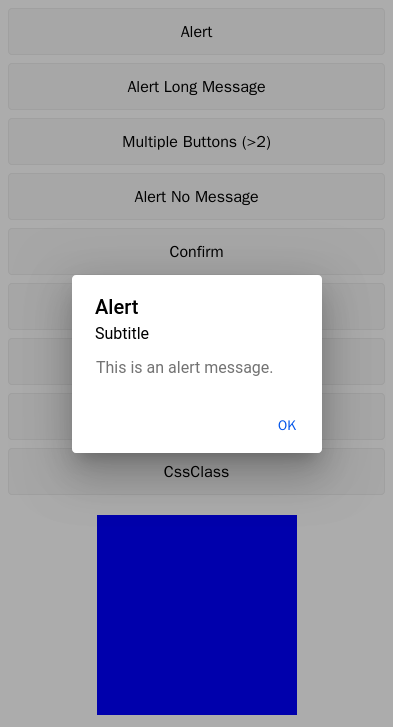 Alert
Alert Long Message
Multiple Buttons (>2)
Alert No Message
Confirm
Alert
Subtitle
This is an alert message.
OK
CssClass